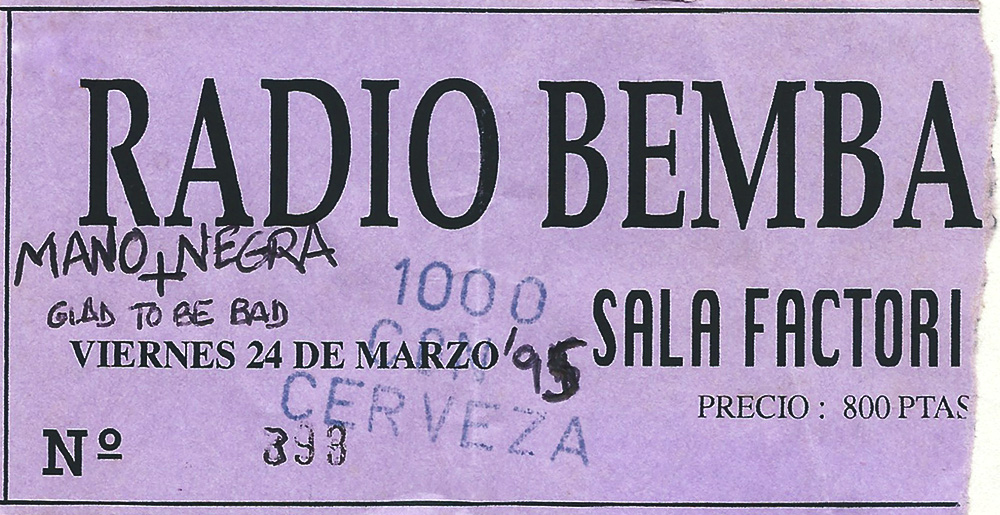 RADIO BEMBA
MANO NEGRA
+
GLAD TO BE BAD
1000
CON
CERVEZA
VIERNES 24 DE MARZO '95
SALA FACTORI
PRECIO : 800 PTAS
Nº 393